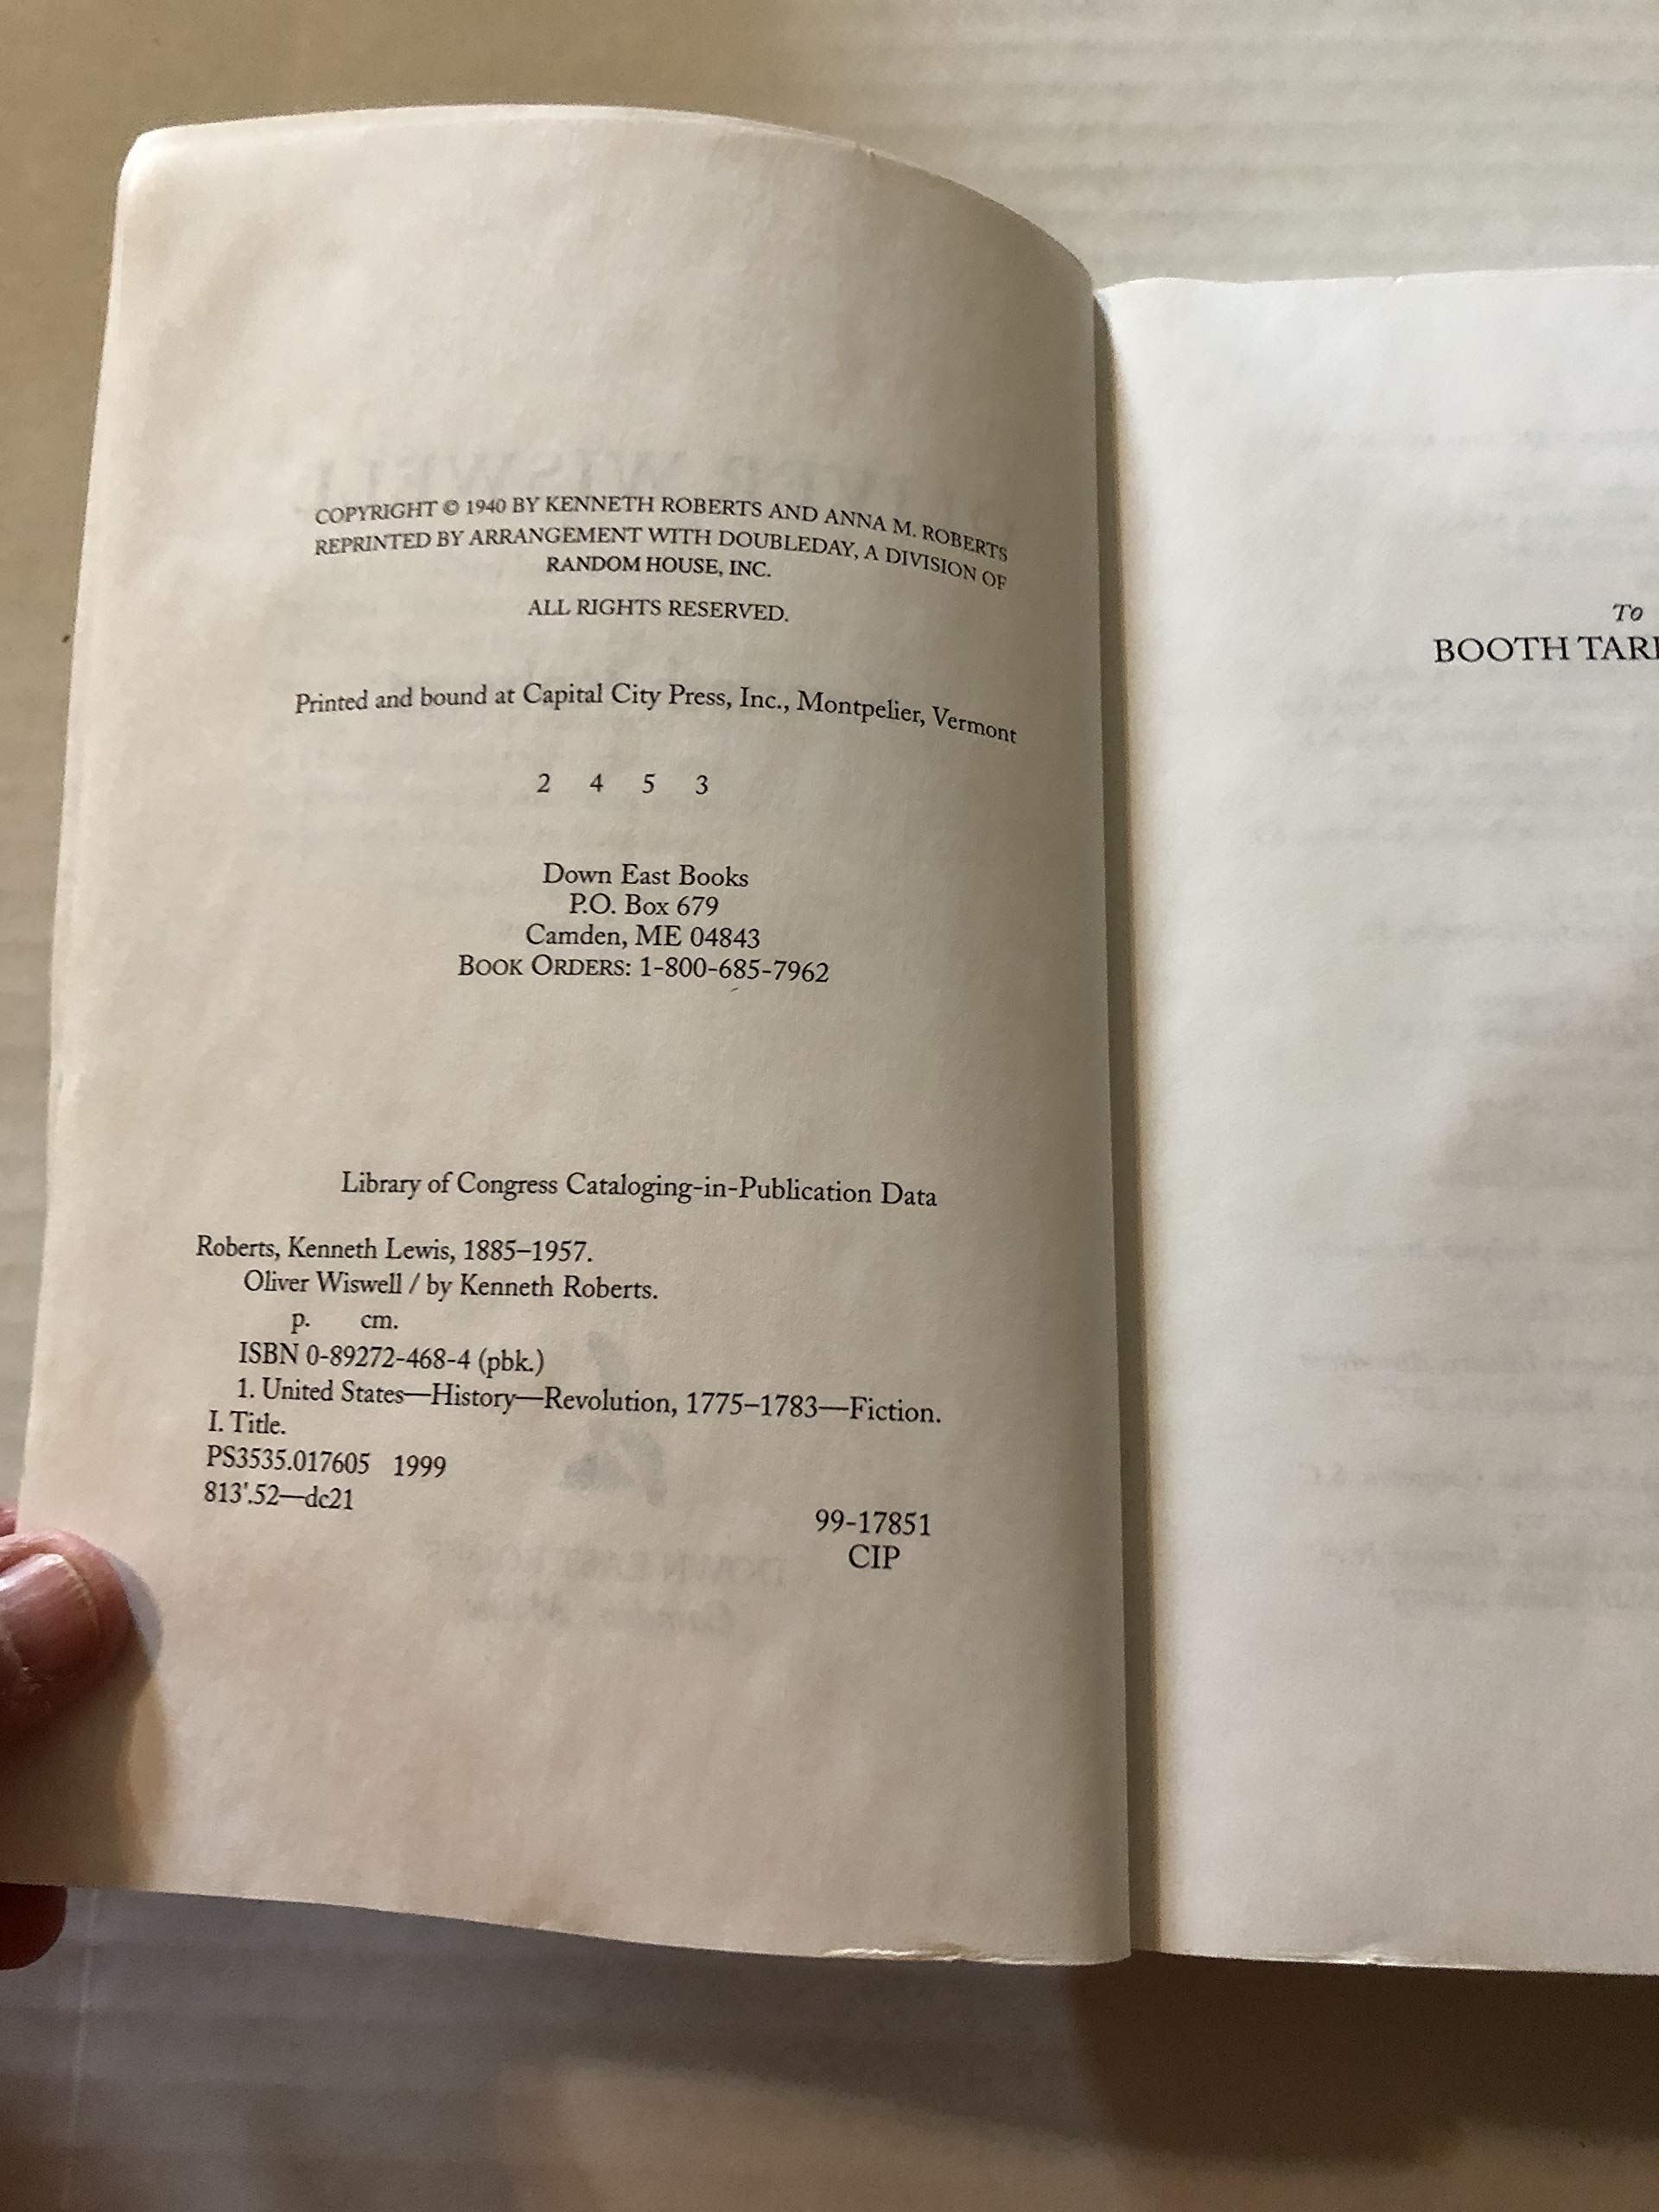 COPYRIGHT © 1940 BY KENNETH ROBERTS AND ANNA M. ROBERTS
REPRINTED BY ARRANGEMENT WITH DOUBLEDAY, A DIVISION OF
RANDOM HOUSE, INC.
ALL RIGHTS RESERVED.
Printed and bound at Capital City Press, Inc., Montpelier, Vermont
2 4 5 3
Down East Books
P.O. Box 679
Camden, ME 04843
BOOK ORDERS: 1-800-685-7962
Library of Congress Cataloging-in-Publication Data
Roberts, Kenneth Lewis, 1885–1957.
Oliver Wiswell / by Kenneth Roberts.
p. cm.
ISBN 0-89272-468-4 (pbk.)
1. United States—History—Revolution, 1775–1783—Fiction.
I. Title.
PS3535.017605 1999
813'.52—dc21
99-17851
CIP
To
BOOTH